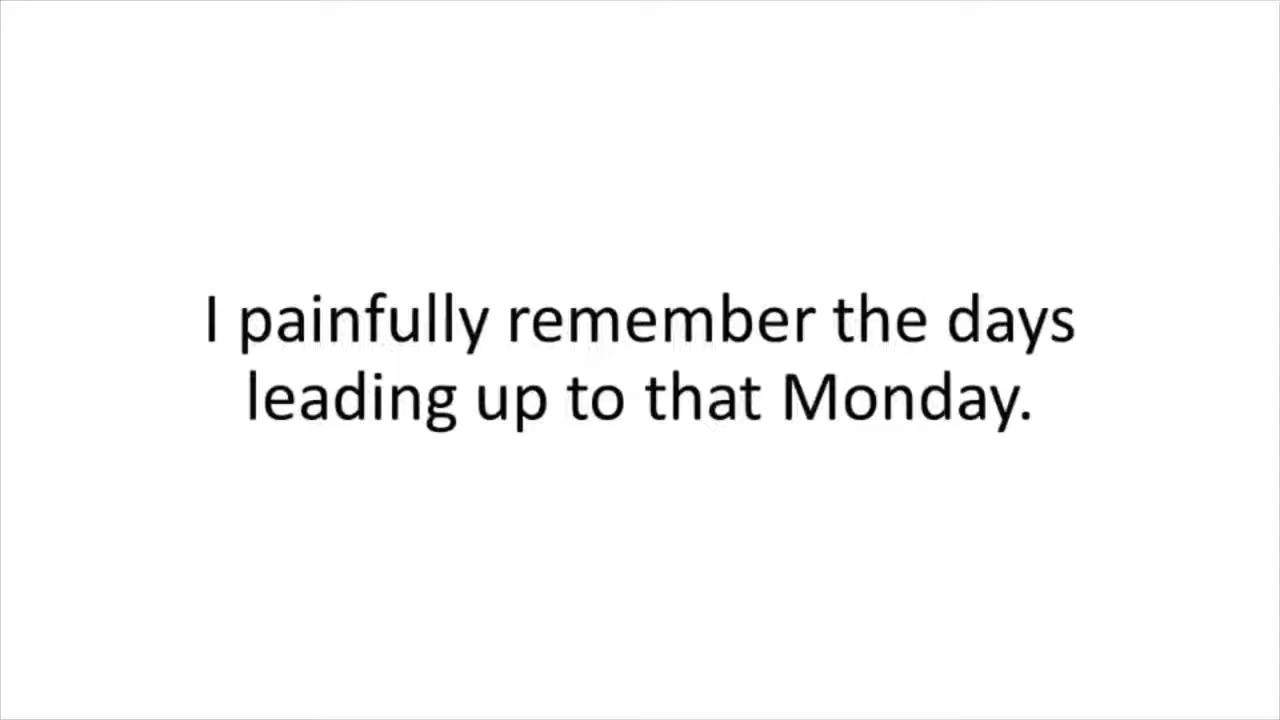 I painfully remember the days
leading up to that Monday.